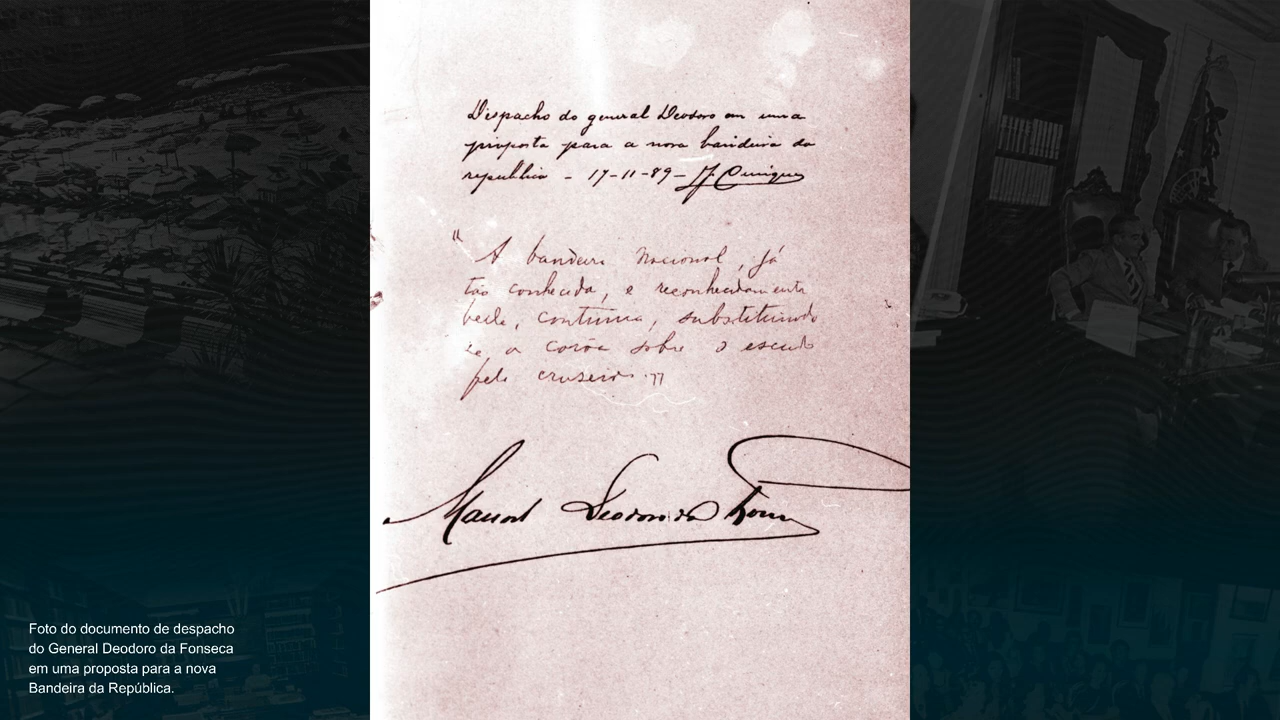 Despacho do general Deodoro em uma
proposta para a nova bandeira da
republica - 17-11-89 -
"A bandeira Nacional, já
tão conhecida, e reconhecidamente
bella, continua, substituindo
se a corôa sobre o escudo
pelo cruseiro."
Manoel Deodoro da Fonseca
Foto do documento de despacho
do General Deodoro da Fonseca
em uma proposta para a nova
Bandeira da República.